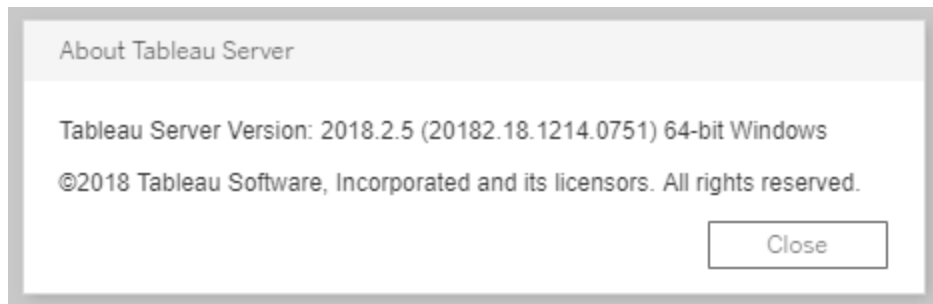 About Tableau Server
Tableau Server Version: 2018.2.5 (20182.18.1214.0751) 64-bit Windows
©2018 Tableau Software, Incorporated and its licensors. All rights reserved.
Close